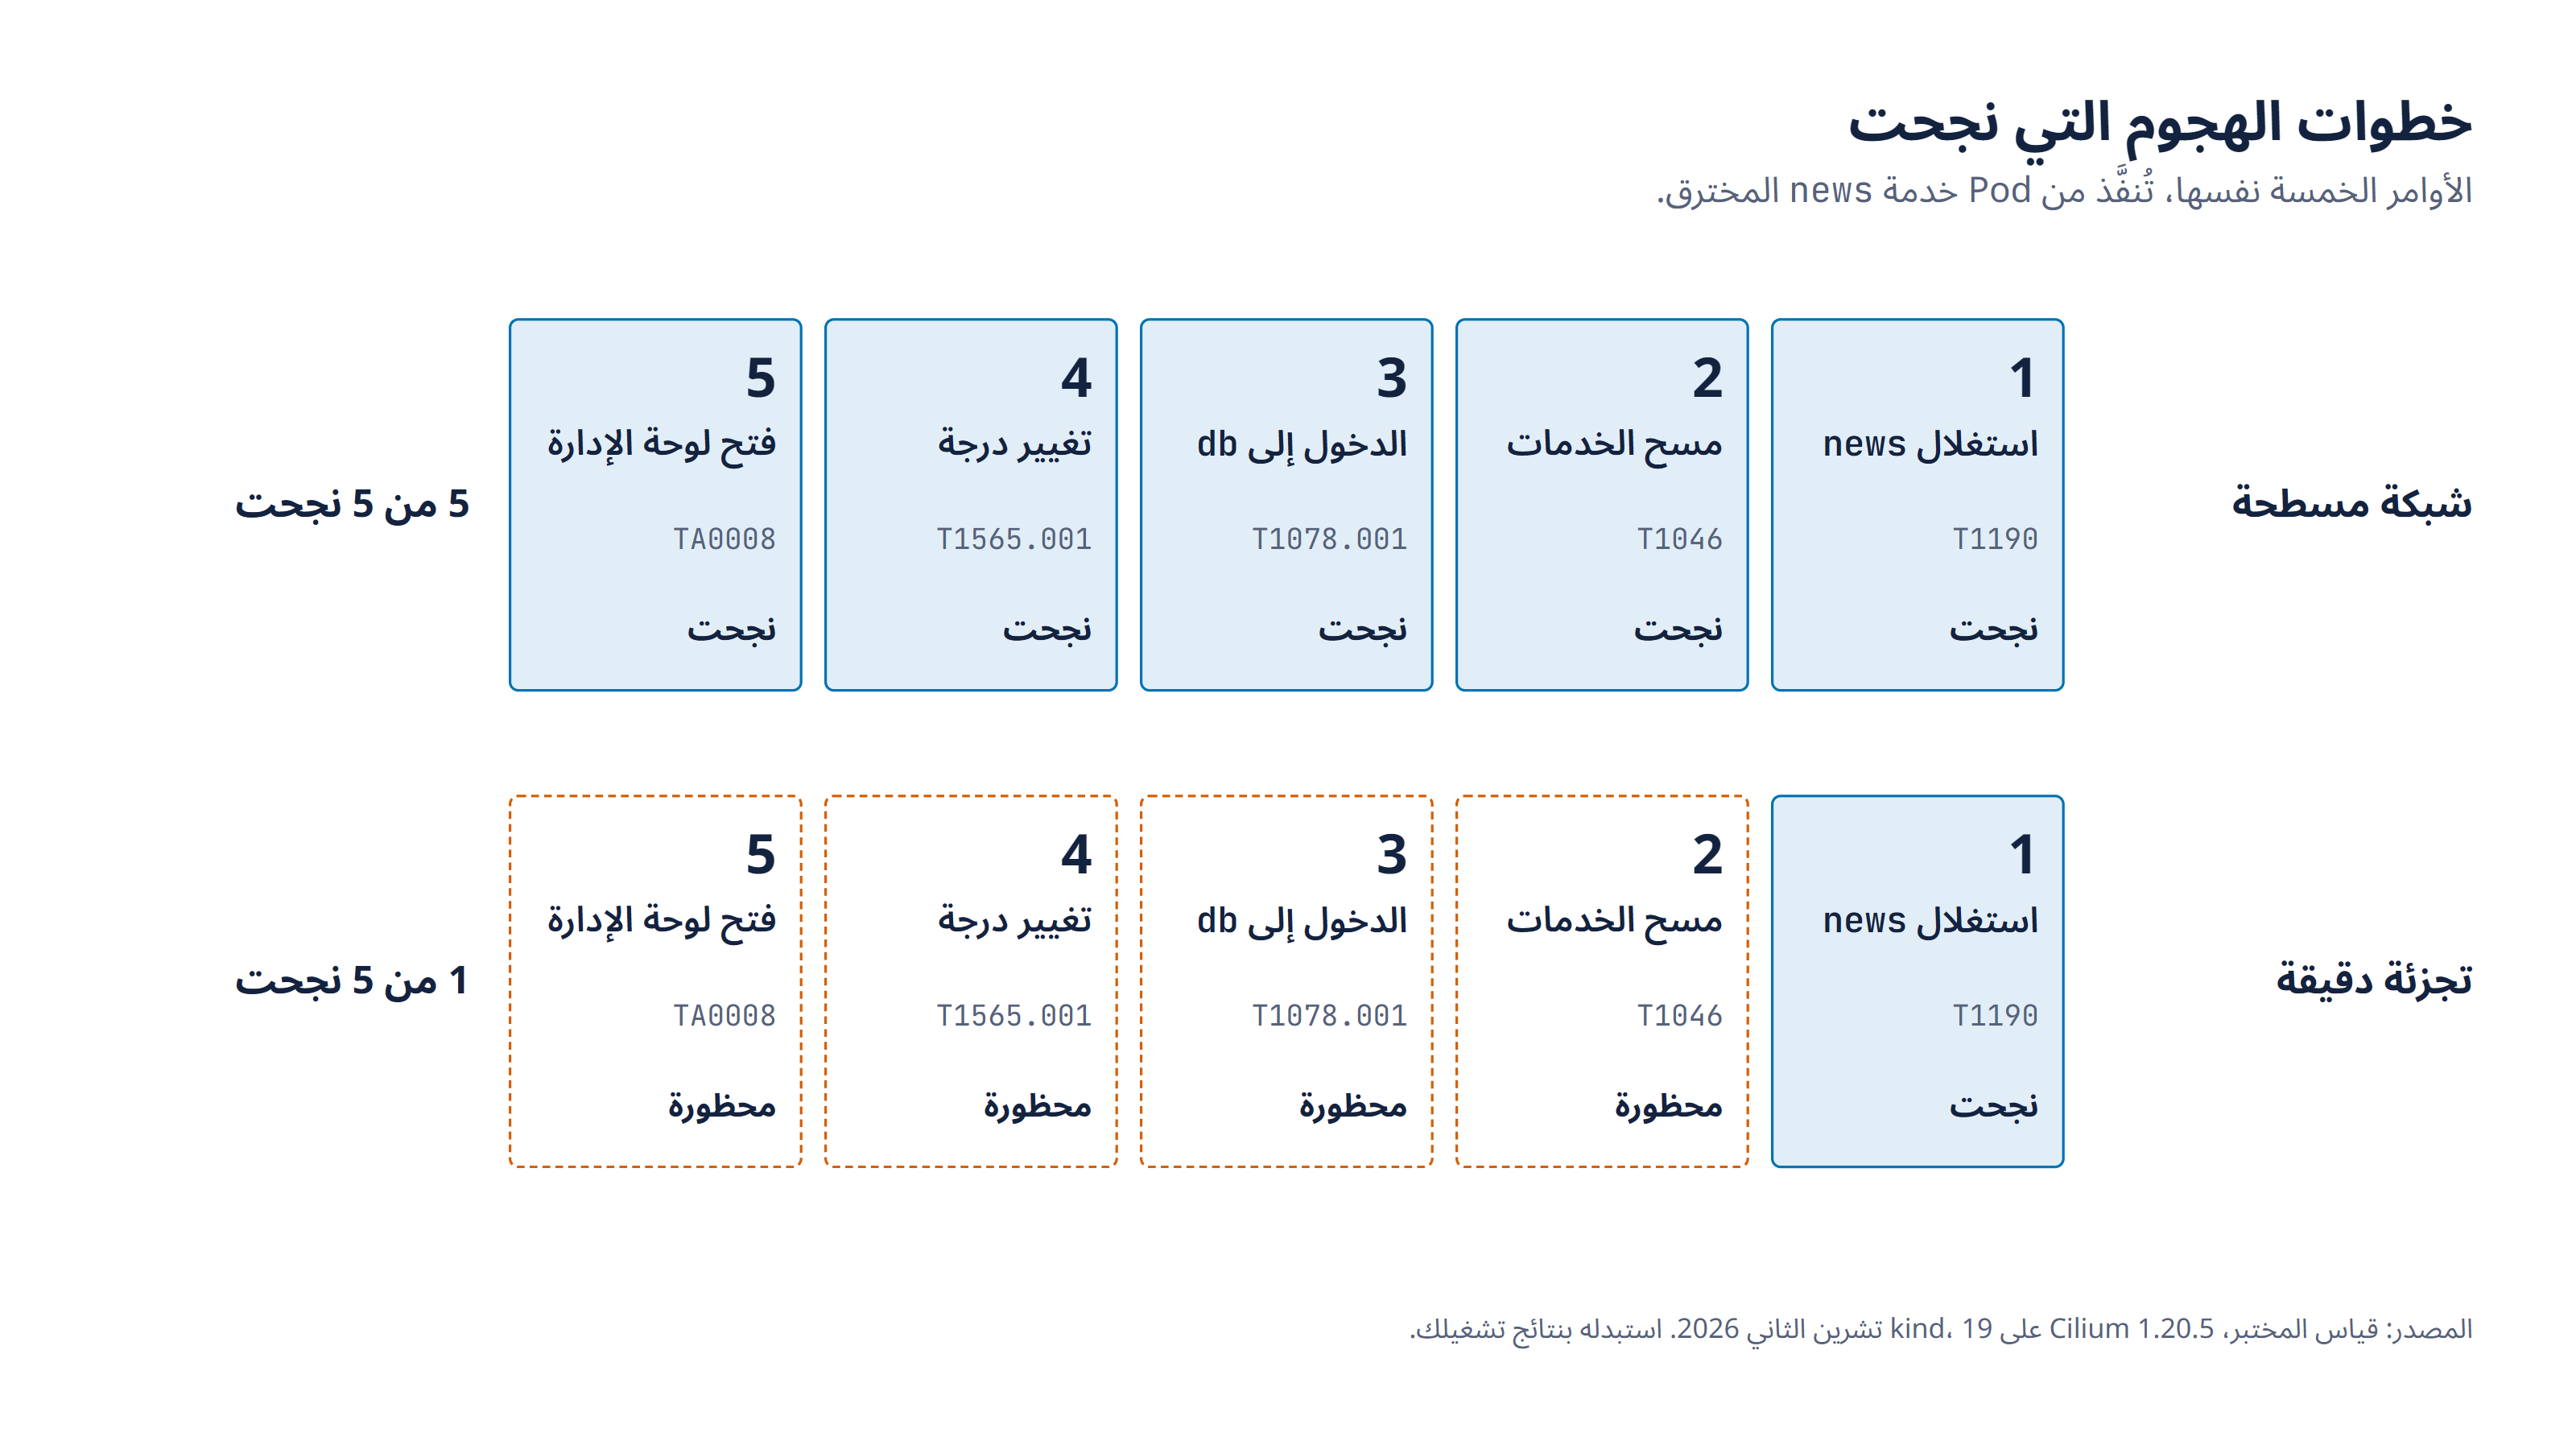 خطوات الهجوم التي نجحت
الأوامر الخمسة نفسها، تُنفَّذ من Pod خدمة news المخترق.
شبكة مسطحة
1
استغلال news
T1190
نجحت
2
مسح الخدمات
T1046
نجحت
3
الدخول إلى db
T1078.001
نجحت
4
تغيير درجة
T1565.001
نجحت
5
فتح لوحة الإدارة
TA0008
نجحت
5 من 5 نجحت
تجزئة دقيقة
1
استغلال news
T1190
نجحت
2
مسح الخدمات
T1046
محظورة
3
الدخول إلى db
T1078.001
محظورة
4
تغيير درجة
T1565.001
محظورة
5
فتح لوحة الإدارة
TA0008
محظورة
1 من 5 نجحت
المصدر: قياس المختبر، Cilium 1.20.5 على kind، 19 تشرين الثاني 2026. استبدله بنتائج تشغيلك.